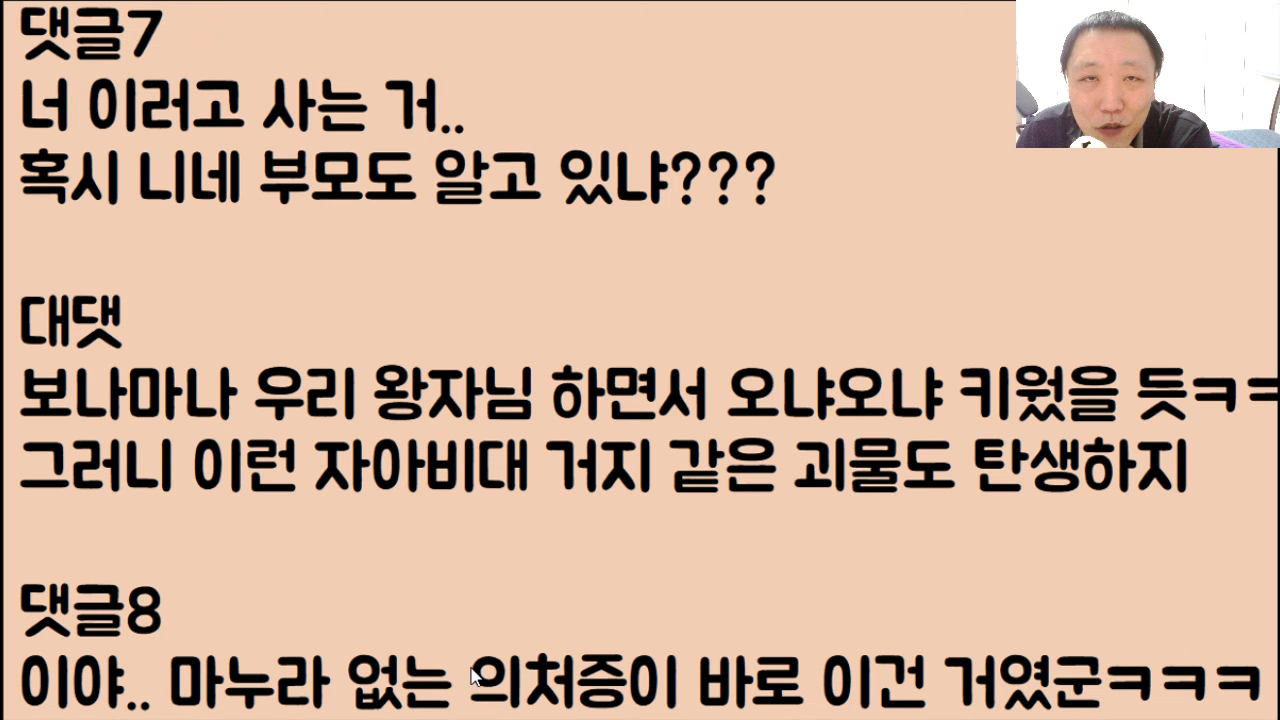 댓글7
너 이러고 사는 거..
혹시 니네 부모도 알고 있냐???
대댓
보나마나 우리 왕자님 하면서 오냐오냐 키웠을 듯ㅋㅋ
그러니 이런 자아비대 거지 같은 괴물도 탄생하지
댓글8
이야.. 마누라 없는 의처증이 바로 이건 거였군ㅋㅋㅋ